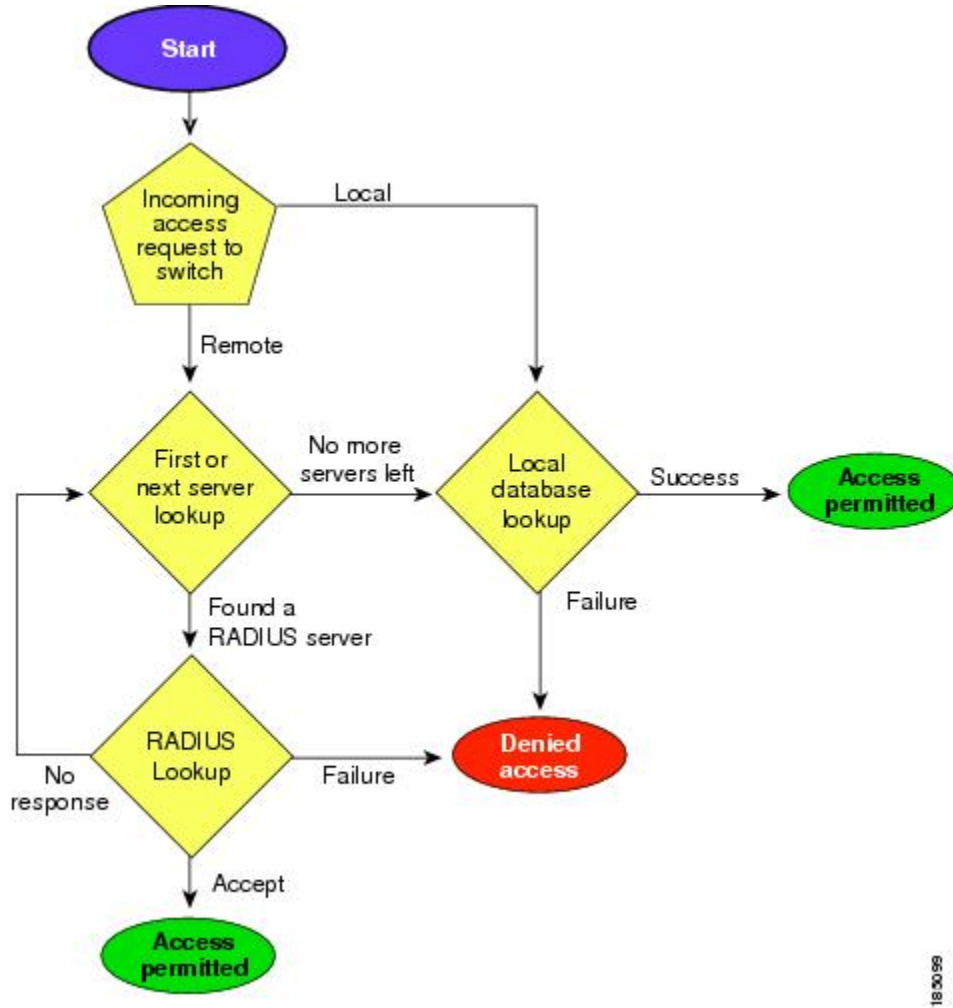 Start
Incoming
access
request to
switch
Local
Remote
First or
next server
lookup
No more
servers left
Local
database
lookup
Success
Access
permitted
Found a
RADIUS server
Failure
RADIUS
Lookup
No
response
Failure
Denied
access
Accept
Access
permitted
185099